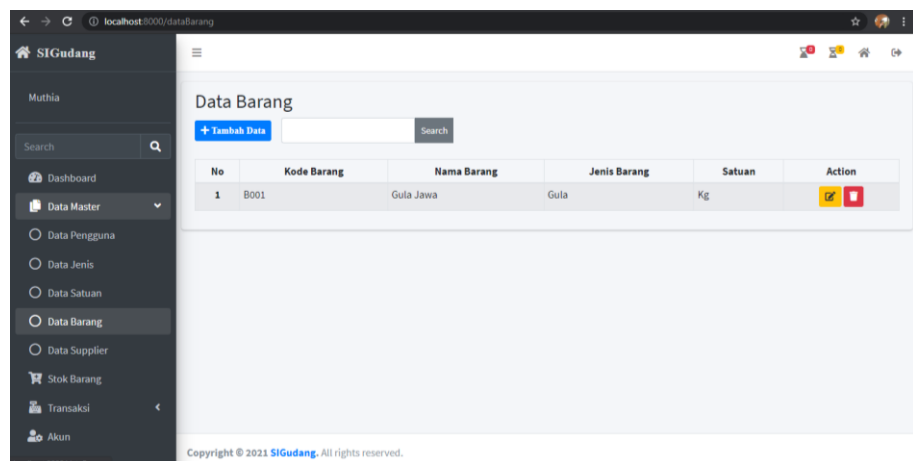 localhost:8000/dataBarang
SIGudang
Muthia
Search
Dashboard
Data Master
Data Pengguna
Data Jenis
Data Satuan
Data Barang
Data Supplier
Stok Barang
Transaksi
Akun
Data Barang
+ Tambah Data Search
No Kode Barang Nama Barang Jenis Barang Satuan Action
1 B001 Gula Jawa Gula Kg
Copyright © 2021 SIGudang. All rights reserved.